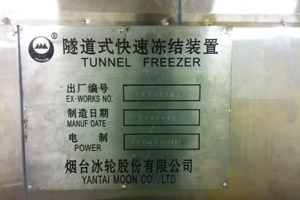 隧道式快速冻结装置
TUNNEL FREEZER
出厂编号
EX-WORKS NO.
制造日期
MANUF DATE
电 制
POWER
烟台冰轮股份有限公司
YANTAI MOON CO., LTD